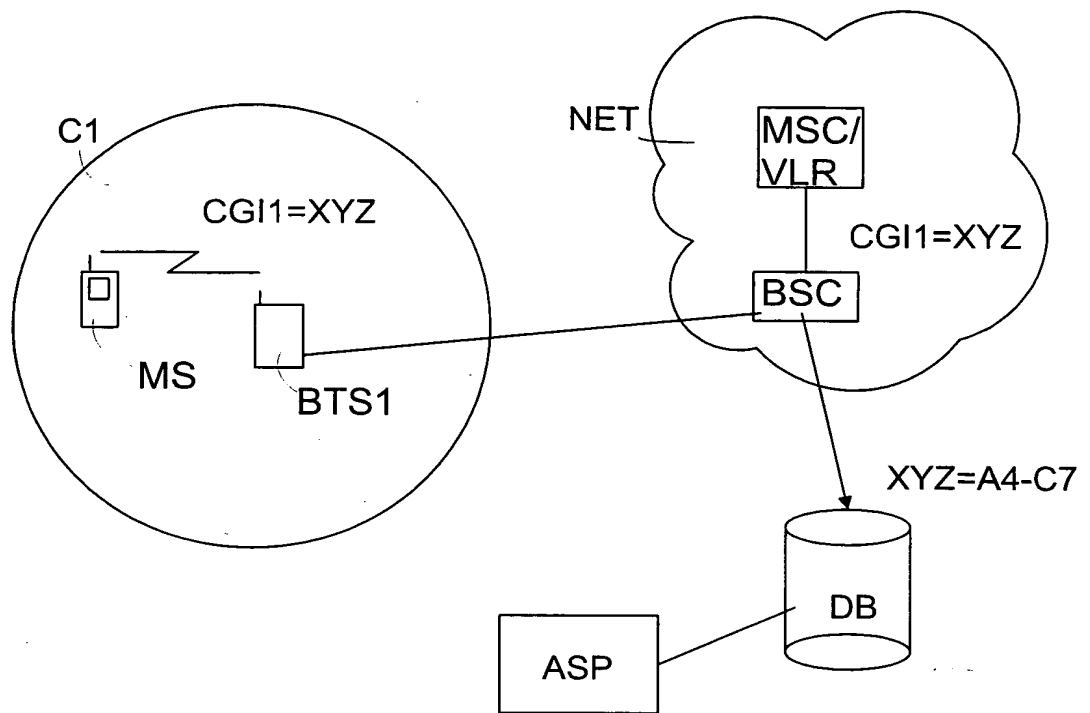 C1
CGI1=XYZ
MS
BTS1
NET
MSC/
VLR
CGI1=XYZ
BSC
XYZ=A4-C7
DB
ASP